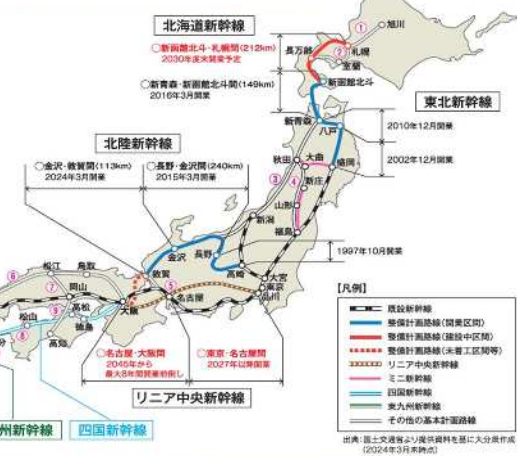 北海道新幹線
①
旭川
○新函館北斗・札幌間(212km)
2030年度末開業予定
長万部
②
札幌
室蘭
新函館北斗
○新青森・新函館北斗間(149km)
2016年3月開業
新青森
東北新幹線
八戸
2010年12月開業
北陸新幹線
2002年12月開業
○金沢・敦賀間(113km)
2024年3月開業
○長野・金沢間(240km)
2015年3月開業
秋田
大曲
盛岡
③
④
新庄
山形
新潟
福島
金沢
長野
1997年10月開業
高崎
⑥
松江
鳥取
敦賀
⑤
大宮
東京
品川
⑦
岡山
名古屋
大阪
⑨
高松
松山
徳島
⑧
高知
分
【凡例】
既設新幹線
整備計画路線(開業区間)
整備計画路線(建設中区間)
整備計画路線(未着工区間等)
リニア中央新幹線
ミニ新幹線
四国新幹線
東九州新幹線
その他の基本計画路線
○名古屋・大阪間
2045年から
最大8年間開業前倒し
○東京・名古屋間
2027年以降開業
リニア中央新幹線
州新幹線
四国新幹線
出典：国土交通省より提供資料を基に大分県作成
(2024年3月末時点)